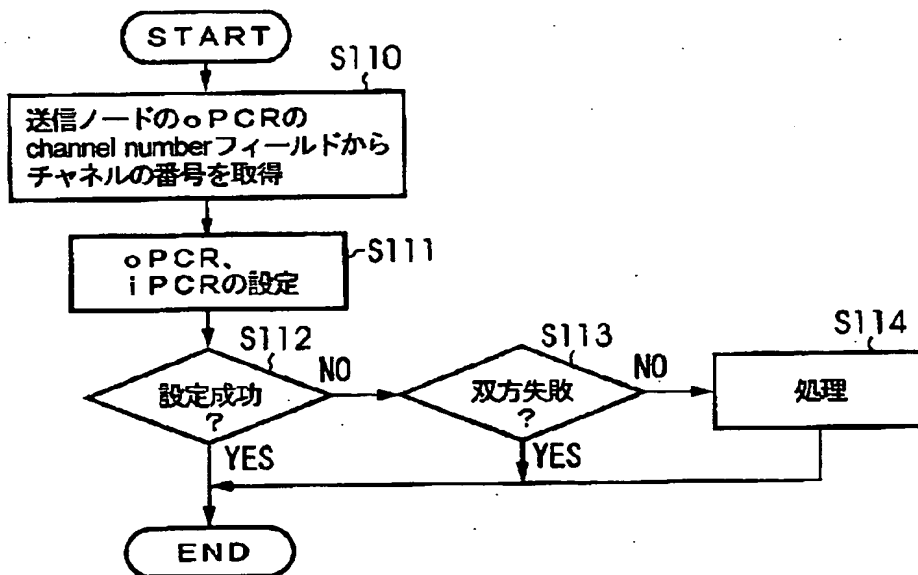 START
S110
送信ノードのoPCRの
channel numberフィールドから
チャネルの番号を取得
S111
oPCR、
iPCRの設定
S112
設定成功
?
NO
YES
S113
双方失敗
?
NO
YES
S114
処理
END